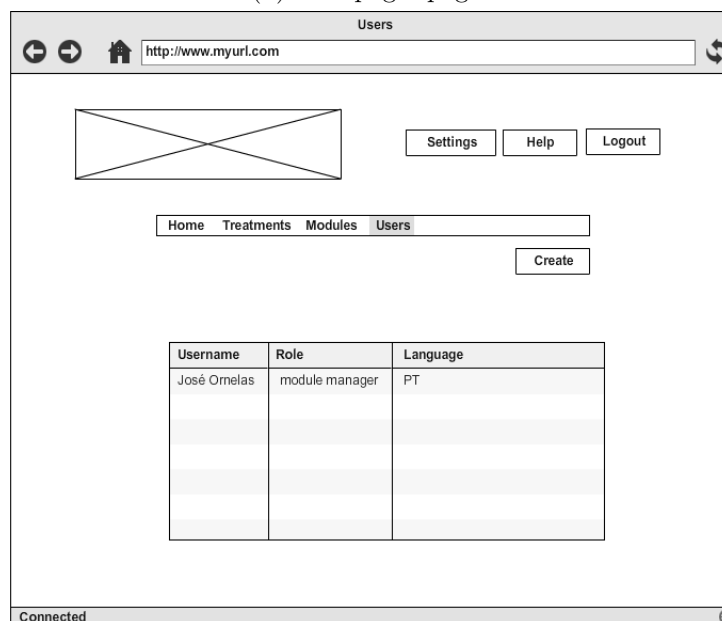 Users
http://www.myurl.com
Settings Help Logout
Home Treatments Modules Users
Create
Username Role Language
José Ornelas module manager PT
Connected